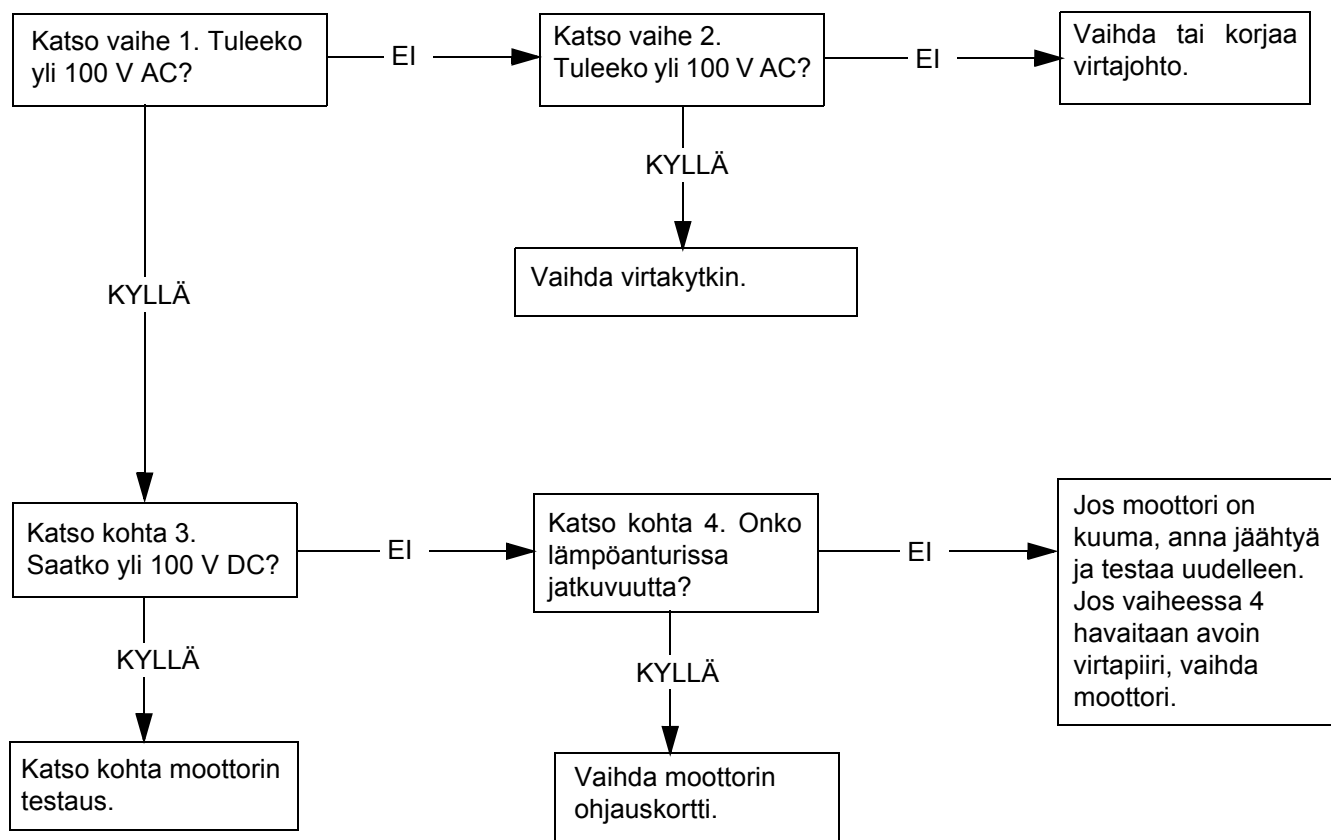 Katso vaihe 1. Tuleeko
yli 100 V AC?
EI
Katso vaihe 2.
Tuleeko yli 100 V AC?
EI
Vaihda tai korjaa
virtajohto.
KYLLÄ
Vaihda virtakytkin.
KYLLÄ
Katso kohta 3.
Saatko yli 100 V DC?
EI
Katso kohta 4. Onko
lämpöanturissa
jatkuvuutta?
EI
Jos moottori on
kuuma, anna jäähtyä
ja testaa uudelleen.
Jos vaiheessa 4
havaitaan avoin
virtapiiri, vaihda
moottori.
KYLLÄ
Katso kohta moottorin
testaus.
KYLLÄ
Vaihda moottorin
ohjauskortti.